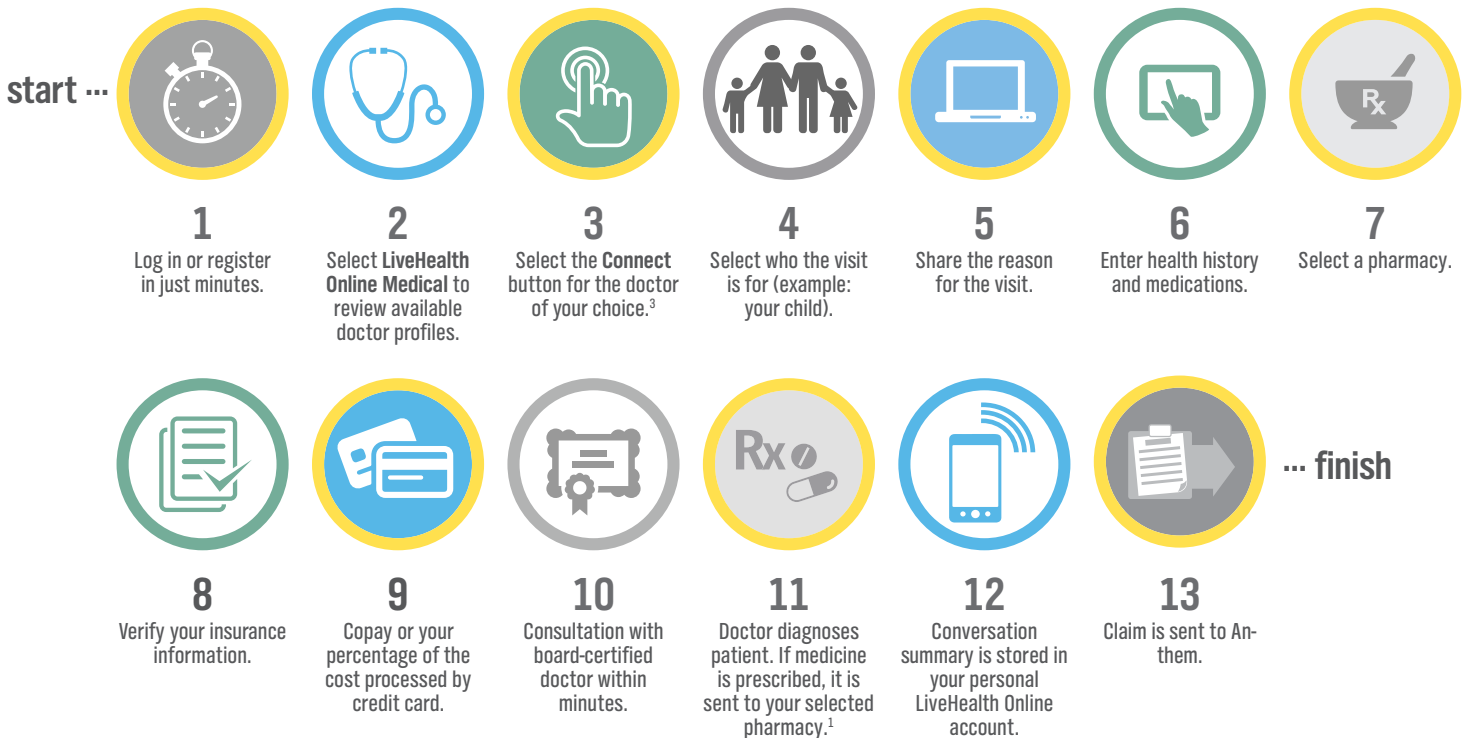 start ...
1
Log in or register
in just minutes.
2
Select LiveHealth
Online Medical to
review available
doctor profiles.
3
Select the Connect
button for the doctor
of your choice.3
4
Select who the visit
is for (example:
your child).
5
Share the reason
for the visit.
6
Enter health history
and medications.
Rx
7
Select a pharmacy.
8
Verify your insurance
information.
9
Copay or your
percentage of the
cost processed by
credit card.
10
Consultation with
board-certified
doctor within
minutes.
Rx
11
Doctor diagnoses
patient. If medicine
is prescribed, it is
sent to your selected
pharmacy.1
12
Conversation
summary is stored in
your personal
LiveHealth Online
account.
13
Claim is sent to An-
them.
... finish